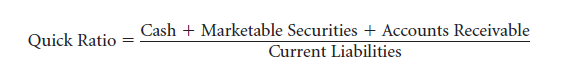 Cash + Marketable Securities + Accounts Receivable
Quick Ratio =
Current Liabilities